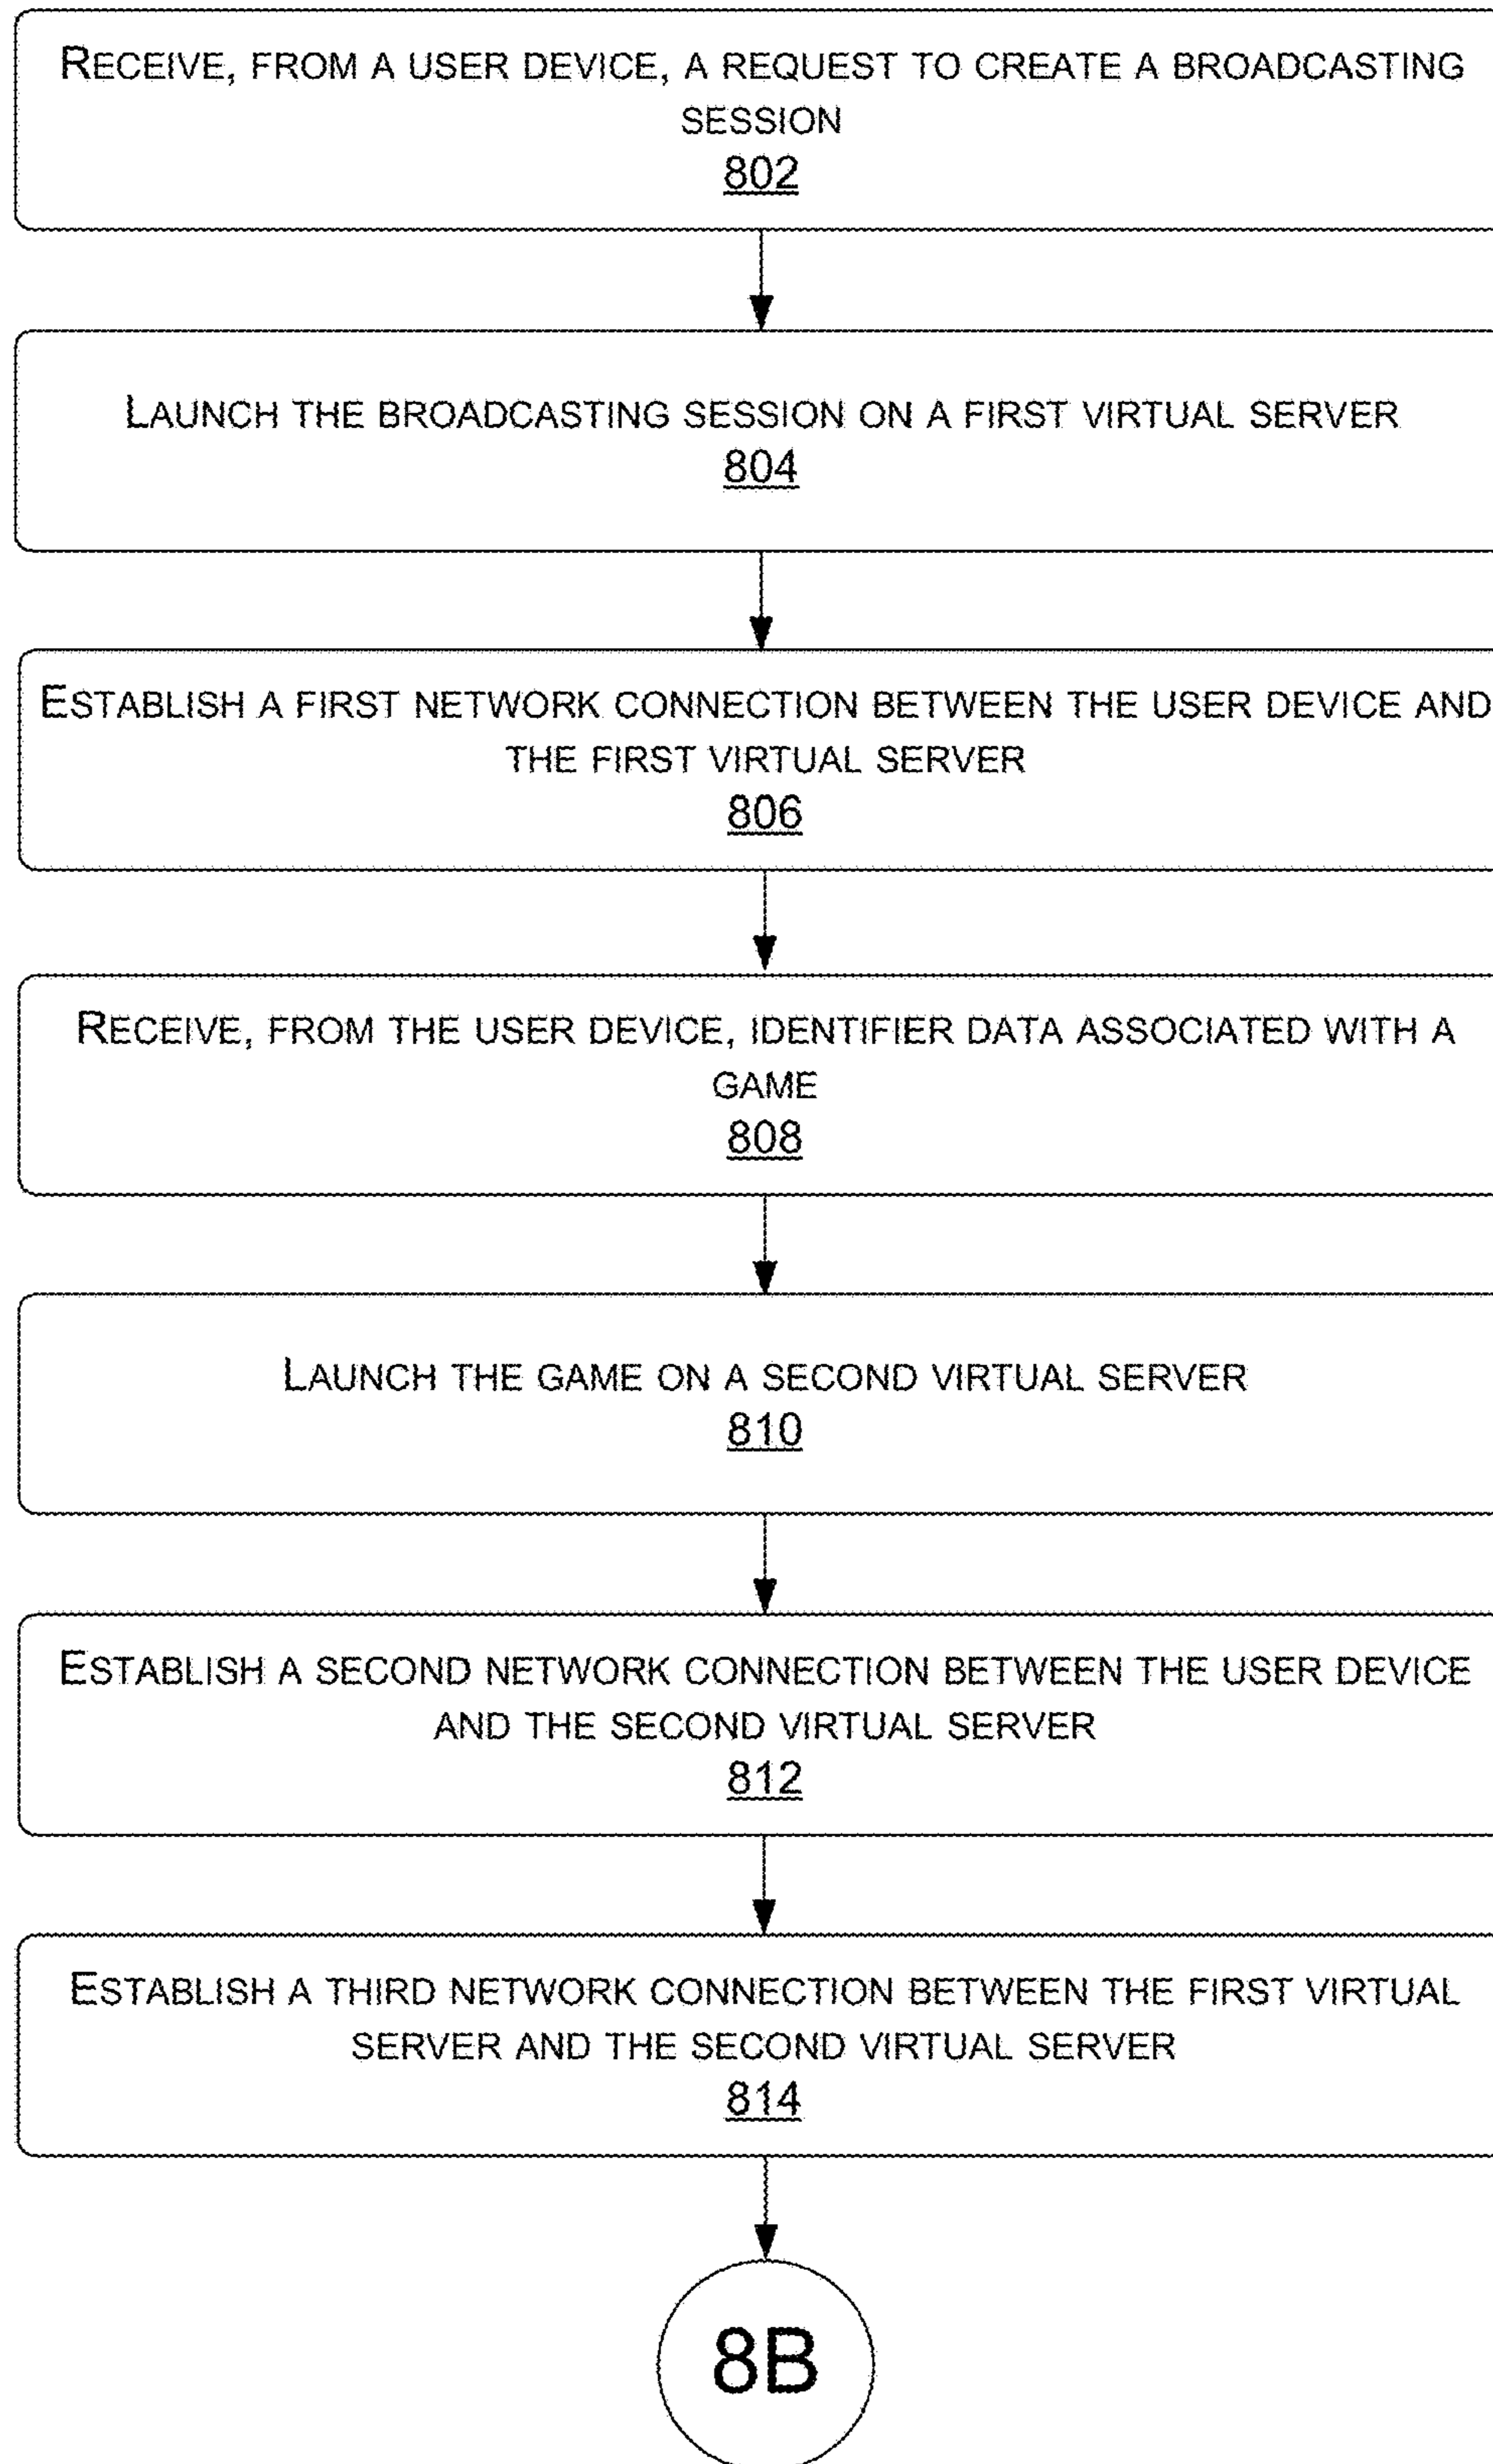 RECEIVE, FROM A USER DEVICE, A REQUEST TO CREATE A BROADCASTING
SESSION
802
LAUNCH THE BROADCASTING SESSION ON A FIRST VIRTUAL SERVER
804
ESTABLISH A FIRST NETWORK CONNECTION BETWEEN THE USER DEVICE AND
THE FIRST VIRTUAL SERVER
806
RECEIVE, FROM THE USER DEVICE, IDENTIFIER DATA ASSOCIATED WITH A
GAME
808
LAUNCH THE GAME ON A SECOND VIRTUAL SERVER
810
ESTABLISH A SECOND NETWORK CONNECTION BETWEEN THE USER DEVICE
AND THE SECOND VIRTUAL SERVER
812
ESTABLISH A THIRD NETWORK CONNECTION BETWEEN THE FIRST VIRTUAL
SERVER AND THE SECOND VIRTUAL SERVER
814
8B